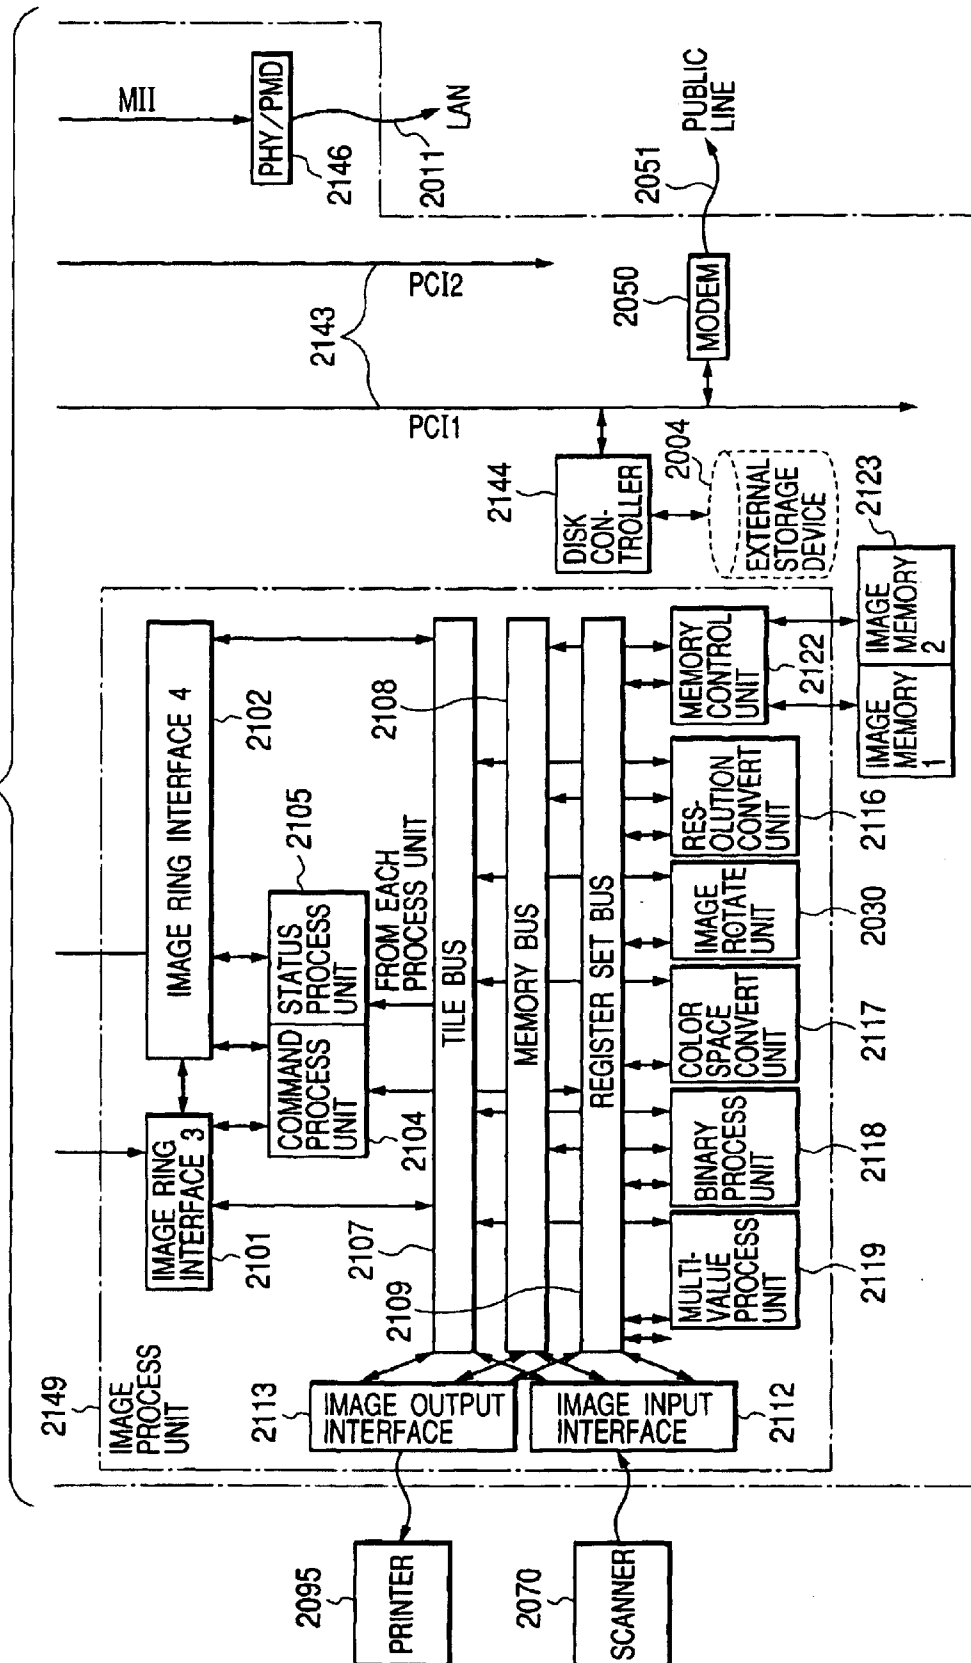 MII
PHY/PMD
2146
2011
LAN
PCI2
2143
PCI1
2050
MODEM
2051
PUBLIC
LINE
2144
DISK
CON-
TROLLER
2004
EXTERNAL
STORAGE
DEVICE
2149
IMAGE
PROCESS
UNIT
IMAGE RING
INTERFACE 3
2101
IMAGE RING INTERFACE 4
2102
COMMAND
PROCESS
UNIT
2104
STATUS
PROCESS
UNIT
2105
FROM EACH
PROCESS UNIT
2107
TILE BUS
2108
MEMORY BUS
2109
REGISTER SET BUS
2113
IMAGE OUTPUT
INTERFACE
IMAGE INPUT
INTERFACE
2112
MULTI-
VALUE
PROCESS
UNIT
2119
BINARY
PROCESS
UNIT
2118
COLOR
SPACE
CONVERT
UNIT
2117
IMAGE
ROTATE
UNIT
2030
RES-
OLUTION
CONVERT
UNIT
2116
MEMORY
CONTROL
UNIT
2122
IMAGE
MEMORY
1
IMAGE
MEMORY
2
2123
2095
PRINTER
2070
SCANNER